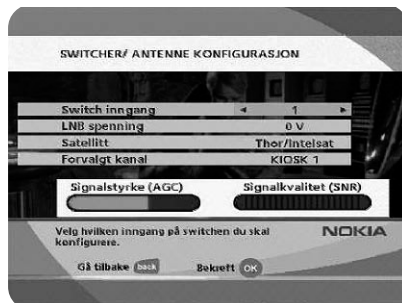 SWITCHER/ ANTENNE KONFIGURASJON
Switch inngang 1
LNB spenning 0 V
Satellitt Thor/Intelsat
Forvalgt kanal KIOSK 1
Signalstyrke (AGC) Signalkvalitet (SNR)
Velg hvilken inngang på switchen du skal
konfigurere.
NOKIA
Gå tilbake back Bekreft OK